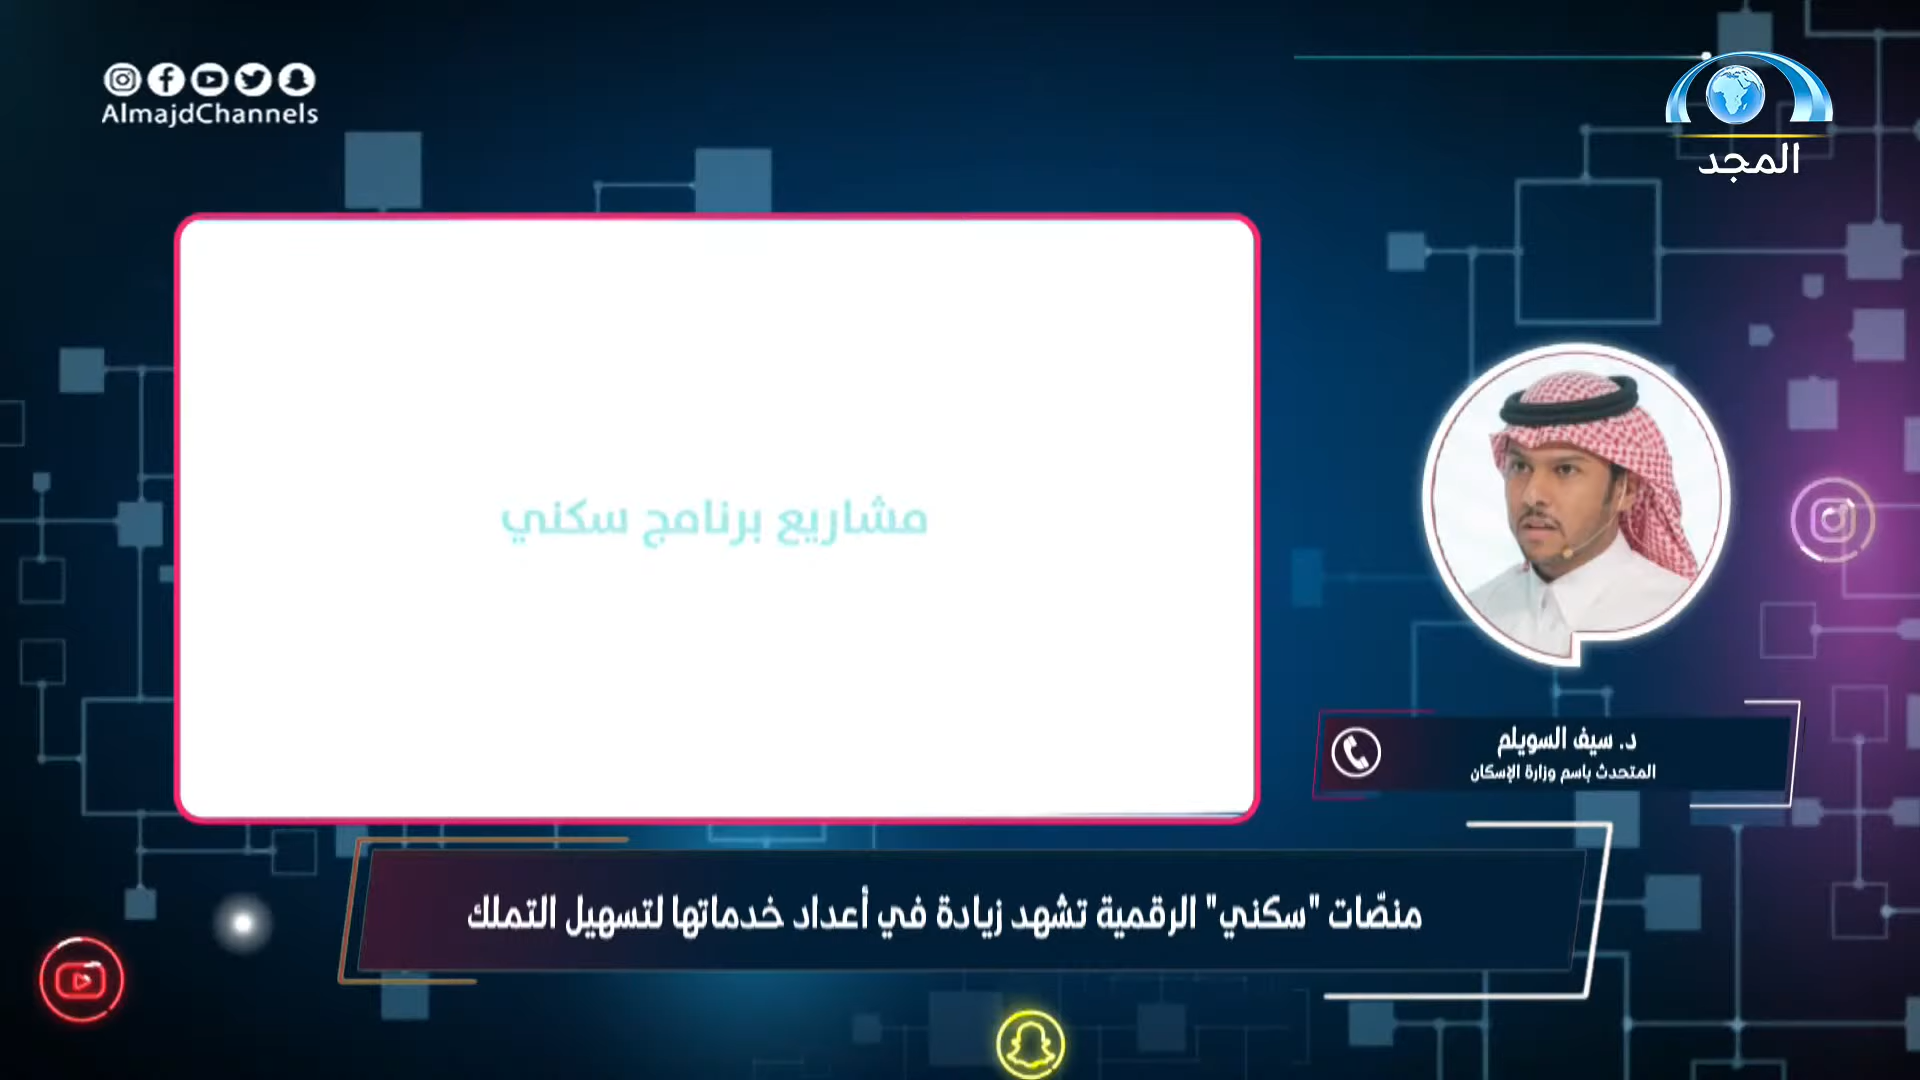 AlmajdChannels
المجد
مشاريع برنامج سكني
د. سيف السويلم
المتحدث باسم وزارة الإسكان
منصّات "سكني" الرقمية تشهد زيادة في أعداد خدماتها لتسهيل التملك